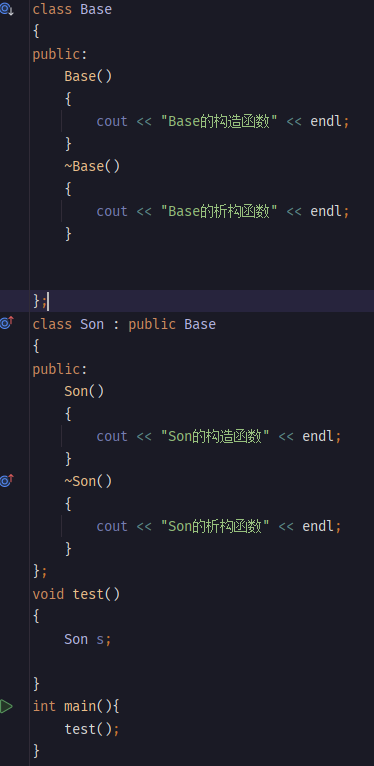 class Base
{
public:
    Base()
    {
        cout << "Base的构造函数" << endl;
    }
    ~Base()
    {
        cout << "Base的析构函数" << endl;
    }
};
class Son : public Base
{
public:
    Son()
    {
        cout << "Son的构造函数" << endl;
    }
    ~Son()
    {
        cout << "Son的析构函数" << endl;
    }
};
void test()
{
    Son s;
}
int main(){
    test();
}